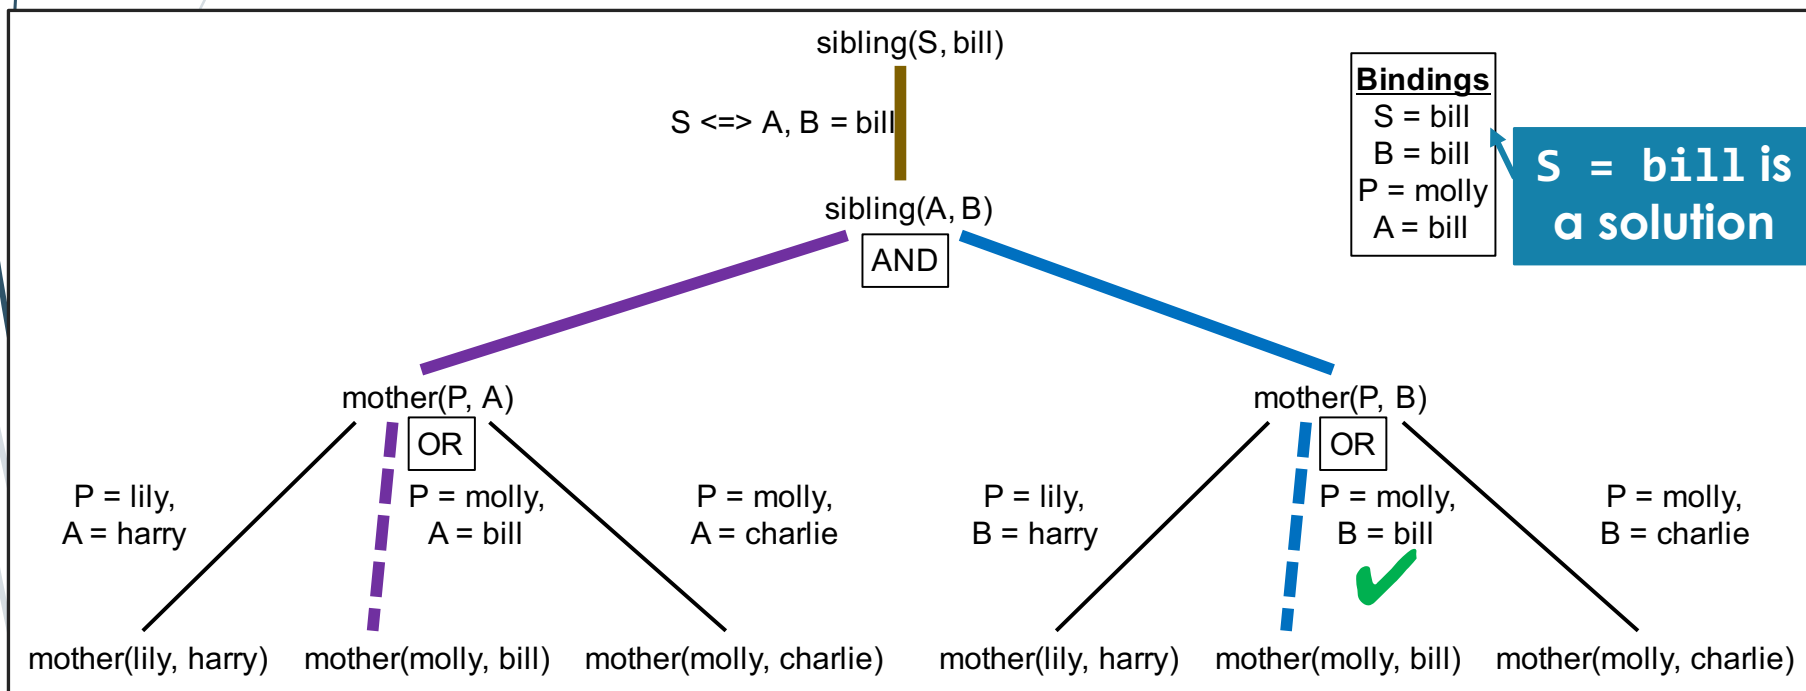 sibling(S, bill)
S <=> A, B = bill
Bindings
S = bill
B = bill
P = molly
A = bill
S = bill is
a solution
sibling(A, B)
AND
mother(P, A)
OR
mother(P, B)
OR
P = lily,
A = harry
P = molly,
A = bill
P = molly,
A = charlie
P = lily,
B = harry
P = molly,
B = bill
P = molly,
B = charlie
mother(lily, harry)
mother(molly, bill)
mother(molly, charlie)
mother(lily, harry)
mother(molly, bill)
mother(molly, charlie)